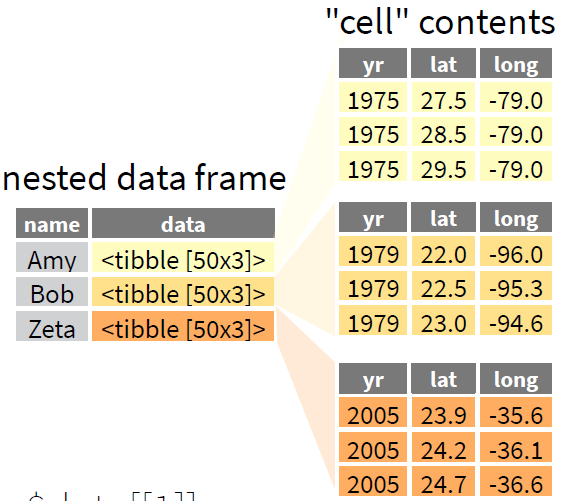 "cell" contents
yr lat long
1975 27.5 -79.0
1975 28.5 -79.0
1975 29.5 -79.0
nested data frame
name data
Amy <tibble [50x3]>
Bob <tibble [50x3]>
Zeta <tibble [50x3]>
yr lat long
1979 22.0 -96.0
1979 22.5 -95.3
1979 23.0 -94.6
yr lat long
2005 23.9 -35.6
2005 24.2 -36.1
2005 24.7 -36.6